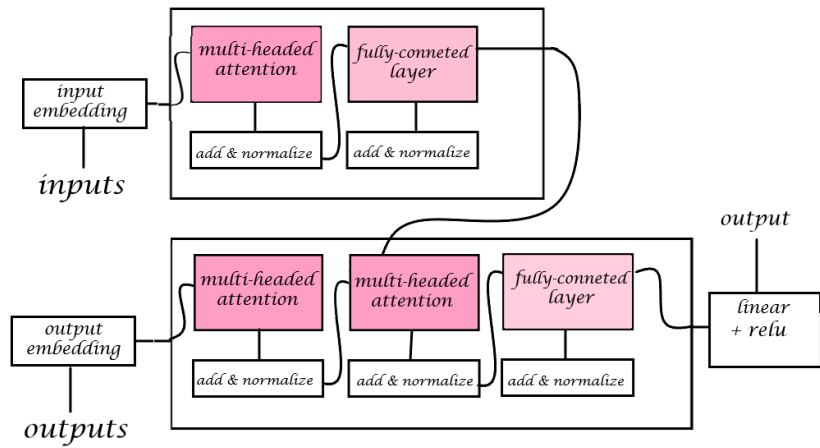 input
embedding
inputs
multi-headed
attention
add & normalize
fully-conneted
layer
add & normalize
output
embedding
outputs
multi-headed
attention
add & normalize
multi-headed
attention
add & normalize
fully-conneted
layer
add & normalize
output
linear
+ relu